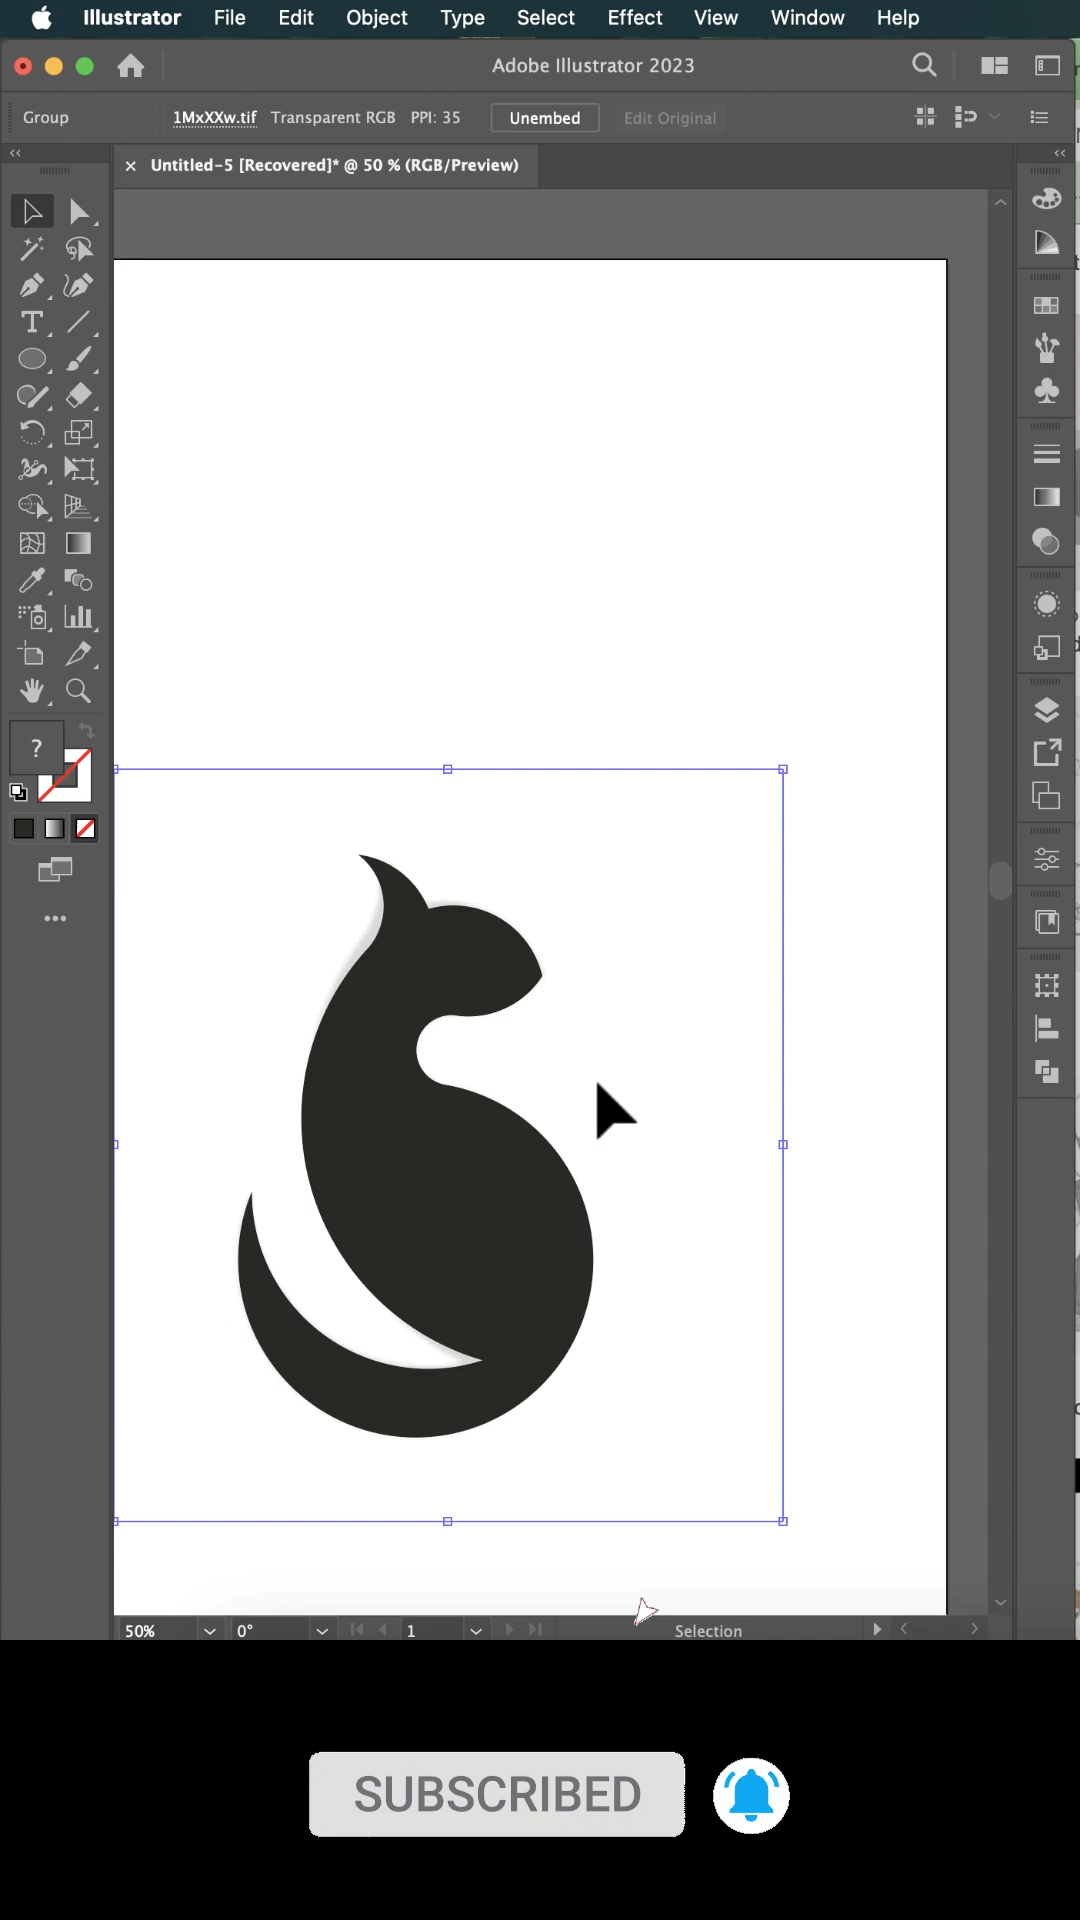 Illustrator File Edit Object Type Select Effect View Window Help
Adobe Illustrator 2023
Group 1MxXXw.tif Transparent RGB PPI: 35 Unembed Edit Original
Untitled-5 [Recovered]* @ 50 % (RGB/Preview)
?
50% 0° 1 Selection
SUBSCRIBED